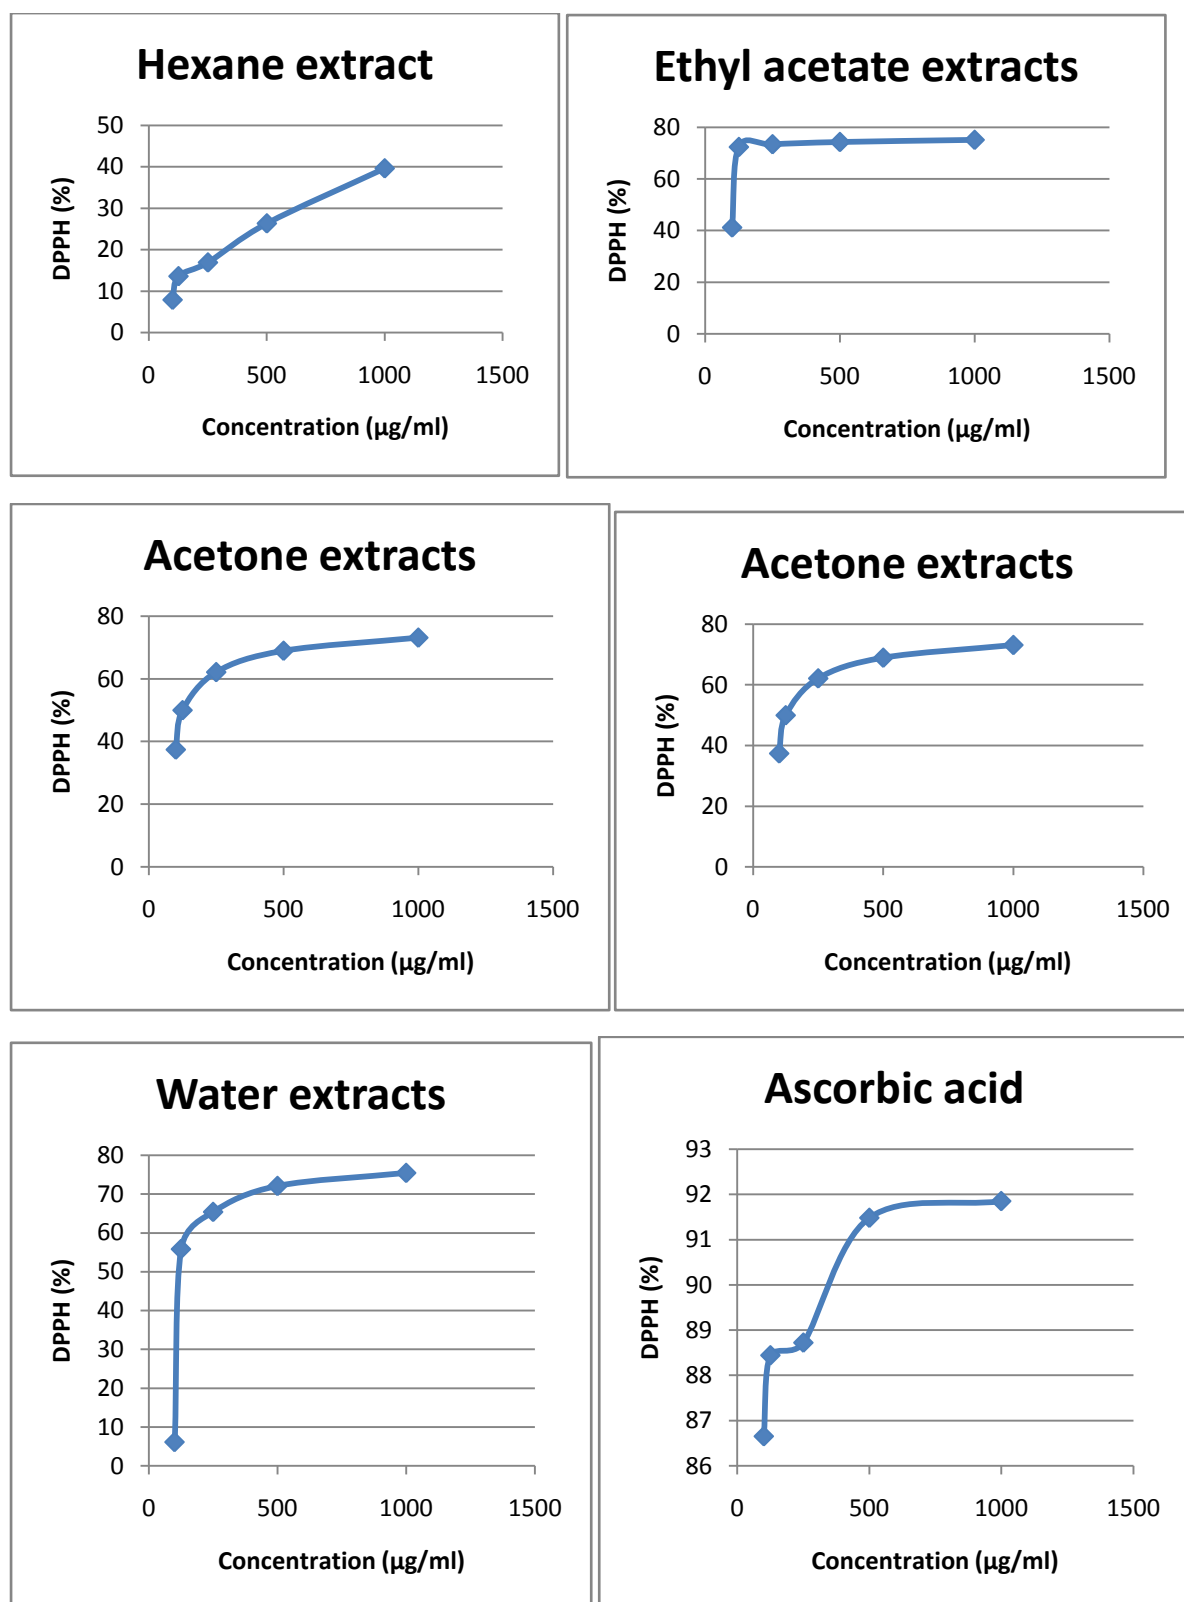 Hexane extract
50
40
30
20
10
0
DPPH (%)
0 500 1000 1500
Concentration (µg/ml)
Ethyl acetate extracts
80
60
40
20
0
DPPH (%)
0 500 1000 1500
Concentration (µg/ml)
Acetone extracts
80
60
40
20
0
DPPH (%)
0 500 1000 1500
Concentration (µg/ml)
Acetone extracts
80
60
40
20
0
DPPH (%)
0 500 1000 1500
Concentration (µg/ml)
Water extracts
80
70
60
50
40
30
20
10
0
DPPH (%)
0 500 1000 1500
Concentration (µg/ml)
Ascorbic acid
93
92
91
90
89
88
87
86
DPPH (%)
0 500 1000 1500
Concentration (µg/ml)